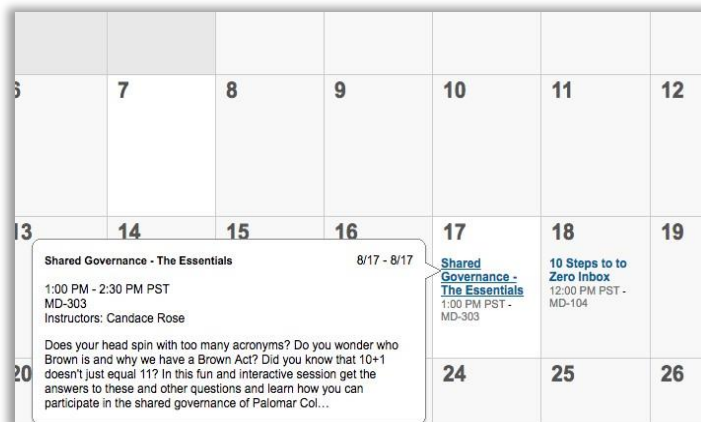 6 7 8 9 10 11 12
13 14 15 16 17 18 19
Shared Governance - The Essentials 8/17 - 8/17
1:00 PM - 2:30 PM PST
MD-303
Instructors: Candace Rose
Does your head spin with too many acronyms? Do you wonder who
Brown is and why we have a Brown Act? Did you know that 10+1
doesn't just equal 11? In this fun and interactive session get the
answers to these and other questions and learn how you can
participate in the shared governance of Palomar Col...
Shared
Governance -
The Essentials
1:00 PM PST -
MD-303
10 Steps to to
Zero Inbox
12:00 PM PST -
MD-104
20 24 25 26